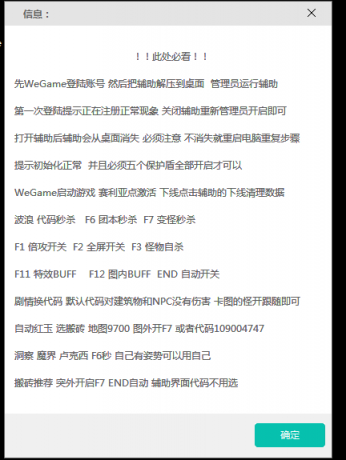 信息：
！！此处必看！！
先WeGame登陆账号 然后把辅助解压到桌面 管理员运行辅助
第一次登陆提示正在注册正常现象 关闭辅助重新管理员开启即可
打开辅助后辅助会从桌面消失 必须注意 不消失就重启电脑重复步骤
提示初始化正常 并且必须五个保护盾全部开启才可以
WeGame启动游戏 赛利亚点激活 下线点击辅助的下线清理数据
波浪 代码秒杀 F6 团本秒杀 F7 变怪秒杀
F1 倍攻开关 F2 全屏开关 F3 怪物自杀
F11 特效BUFF F12 图内BUFF END 自动开关
剧情换代码 默认代码对建筑物和NPC没有伤害 卡图的怪开跟随即可
自动红玉 选搬砖 地图9700 图外开F7 或者代码109004747
洞察 魔界 卢克西 F6秒 自己有姿势可以用自己
搬砖推荐 突外开启F7 END自动 辅助界面代码不用选
确定